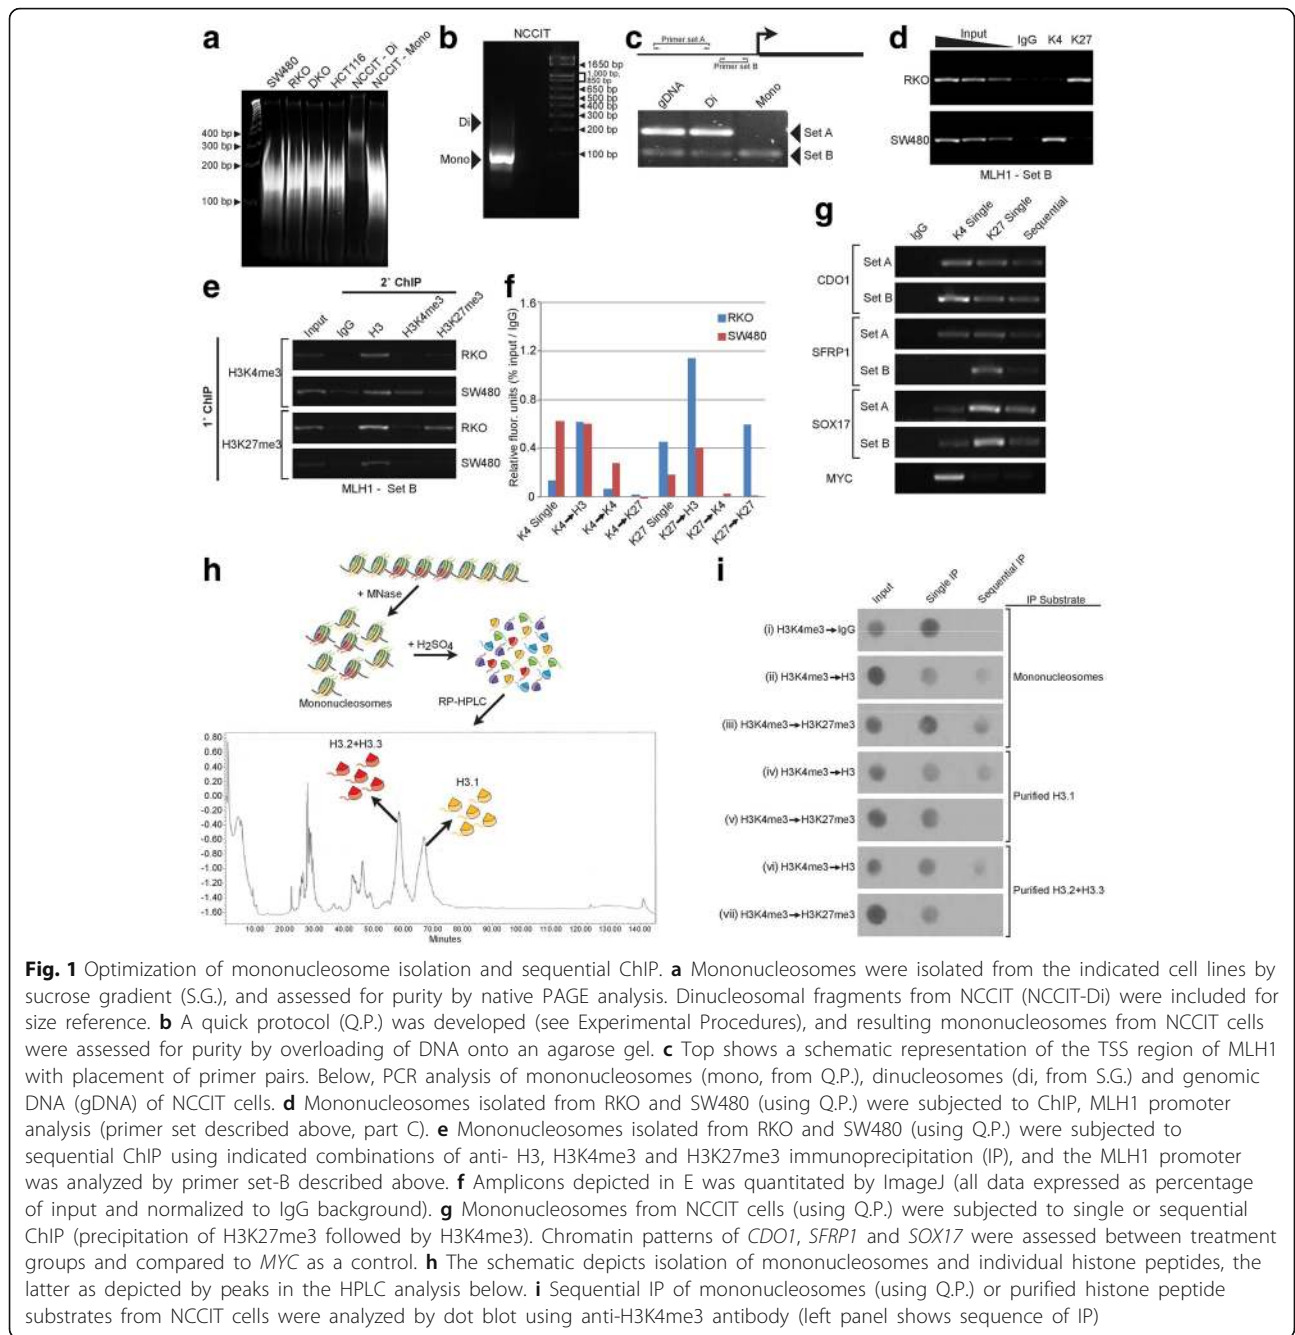 a
SW480
RKO
DKO
HCT116
NCCIT - Di
NCCIT - Mono
400 bp
300 bp
200 bp
100 bp
b
NCCIT
Di
Mono
1650 bp
1,000 bp,
850 bp
650 bp
500 bp
400 bp
300 bp
200 bp
100 bp
c
Primer set A
Primer set B
gDNA
Di
Mono
Set A
Set B
d
Input IgG K4 K27
RKO
SW480
MLH1 - Set B
e
2˚ ChIP
Input
IgG
H3
H3K4me3
H3K27me3
1˚ ChIP
H3K4me3
H3K27me3
RKO
SW480
RKO
SW480
MLH1 - Set B
f
Relative fluor. units (% input / IgG)
1.6
1.2
0.8
0.4
0
RKO
SW480
K4 Single
K4→H3
K4→K4
K4→K27
K27 Single
K27→H3
K27→K4
K27→K27
g
IgG
K4 Single
K27 Single
Sequential
CDO1
Set A
Set B
SFRP1
Set A
Set B
SOX17
Set A
Set B
MYC
h
+ MNase
+ H2SO4
Mononucleosomes
RP-HPLC
H3.2+H3.3
H3.1
0.80
0.60
0.40
0.20
0.00
-0.20
-0.40
-0.60
-0.80
-1.00
-1.20
-1.40
-1.60
10.00 20.00 30.00 40.00 50.00 60.00 70.00 80.00 90.00 100.00 110.00 120.00 130.00 140.00
Minutes
i
Input
Single IP
Sequential IP
IP Substrate
(i) H3K4me3→IgG
(ii) H3K4me3→H3
(iii) H3K4me3→H3K27me3
(iv) H3K4me3→H3
(v) H3K4me3→H3K27me3
(vi) H3K4me3→H3
(vii) H3K4me3→H3K27me3
Mononucleosomes
Purified H3.1
Purified H3.2+H3.3
Fig. 1 Optimization of mononucleosome isolation and sequential ChIP. a Mononucleosomes were isolated from the indicated cell lines by
sucrose gradient (S.G.), and assessed for purity by native PAGE analysis. Dinucleosomal fragments from NCCIT (NCCIT-Di) were included for
size reference. b A quick protocol (Q.P.) was developed (see Experimental Procedures), and resulting mononucleosomes from NCCIT cells
were assessed for purity by overloading of DNA onto an agarose gel. c Top shows a schematic representation of the TSS region of MLH1
with placement of primer pairs. Below, PCR analysis of mononucleosomes (mono, from Q.P.), dinucleosomes (di, from S.G.) and genomic
DNA (gDNA) of NCCIT cells. d Mononucleosomes isolated from RKO and SW480 (using Q.P.) were subjected to ChIP, MLH1 promoter
analysis (primer set described above, part C). e Mononucleosomes isolated from RKO and SW480 (using Q.P.) were subjected to
sequential ChIP using indicated combinations of anti- H3, H3K4me3 and H3K27me3 immunoprecipitation (IP), and the MLH1 promoter
was analyzed by primer set-B described above. f Amplicons depicted in E was quantitated by ImageJ (all data expressed as percentage
of input and normalized to IgG background). g Mononucleosomes from NCCIT cells (using Q.P.) were subjected to single or sequential
ChIP (precipitation of H3K27me3 followed by H3K4me3). Chromatin patterns of CDO1, SFRP1 and SOX17 were assessed between treatment
groups and compared to MYC as a control. h The schematic depicts isolation of mononucleosomes and individual histone peptides, the
latter as depicted by peaks in the HPLC analysis below. i Sequential IP of mononucleosomes (using Q.P.) or purified histone peptide
substrates from NCCIT cells were analyzed by dot blot using anti-H3K4me3 antibody (left panel shows sequence of IP)